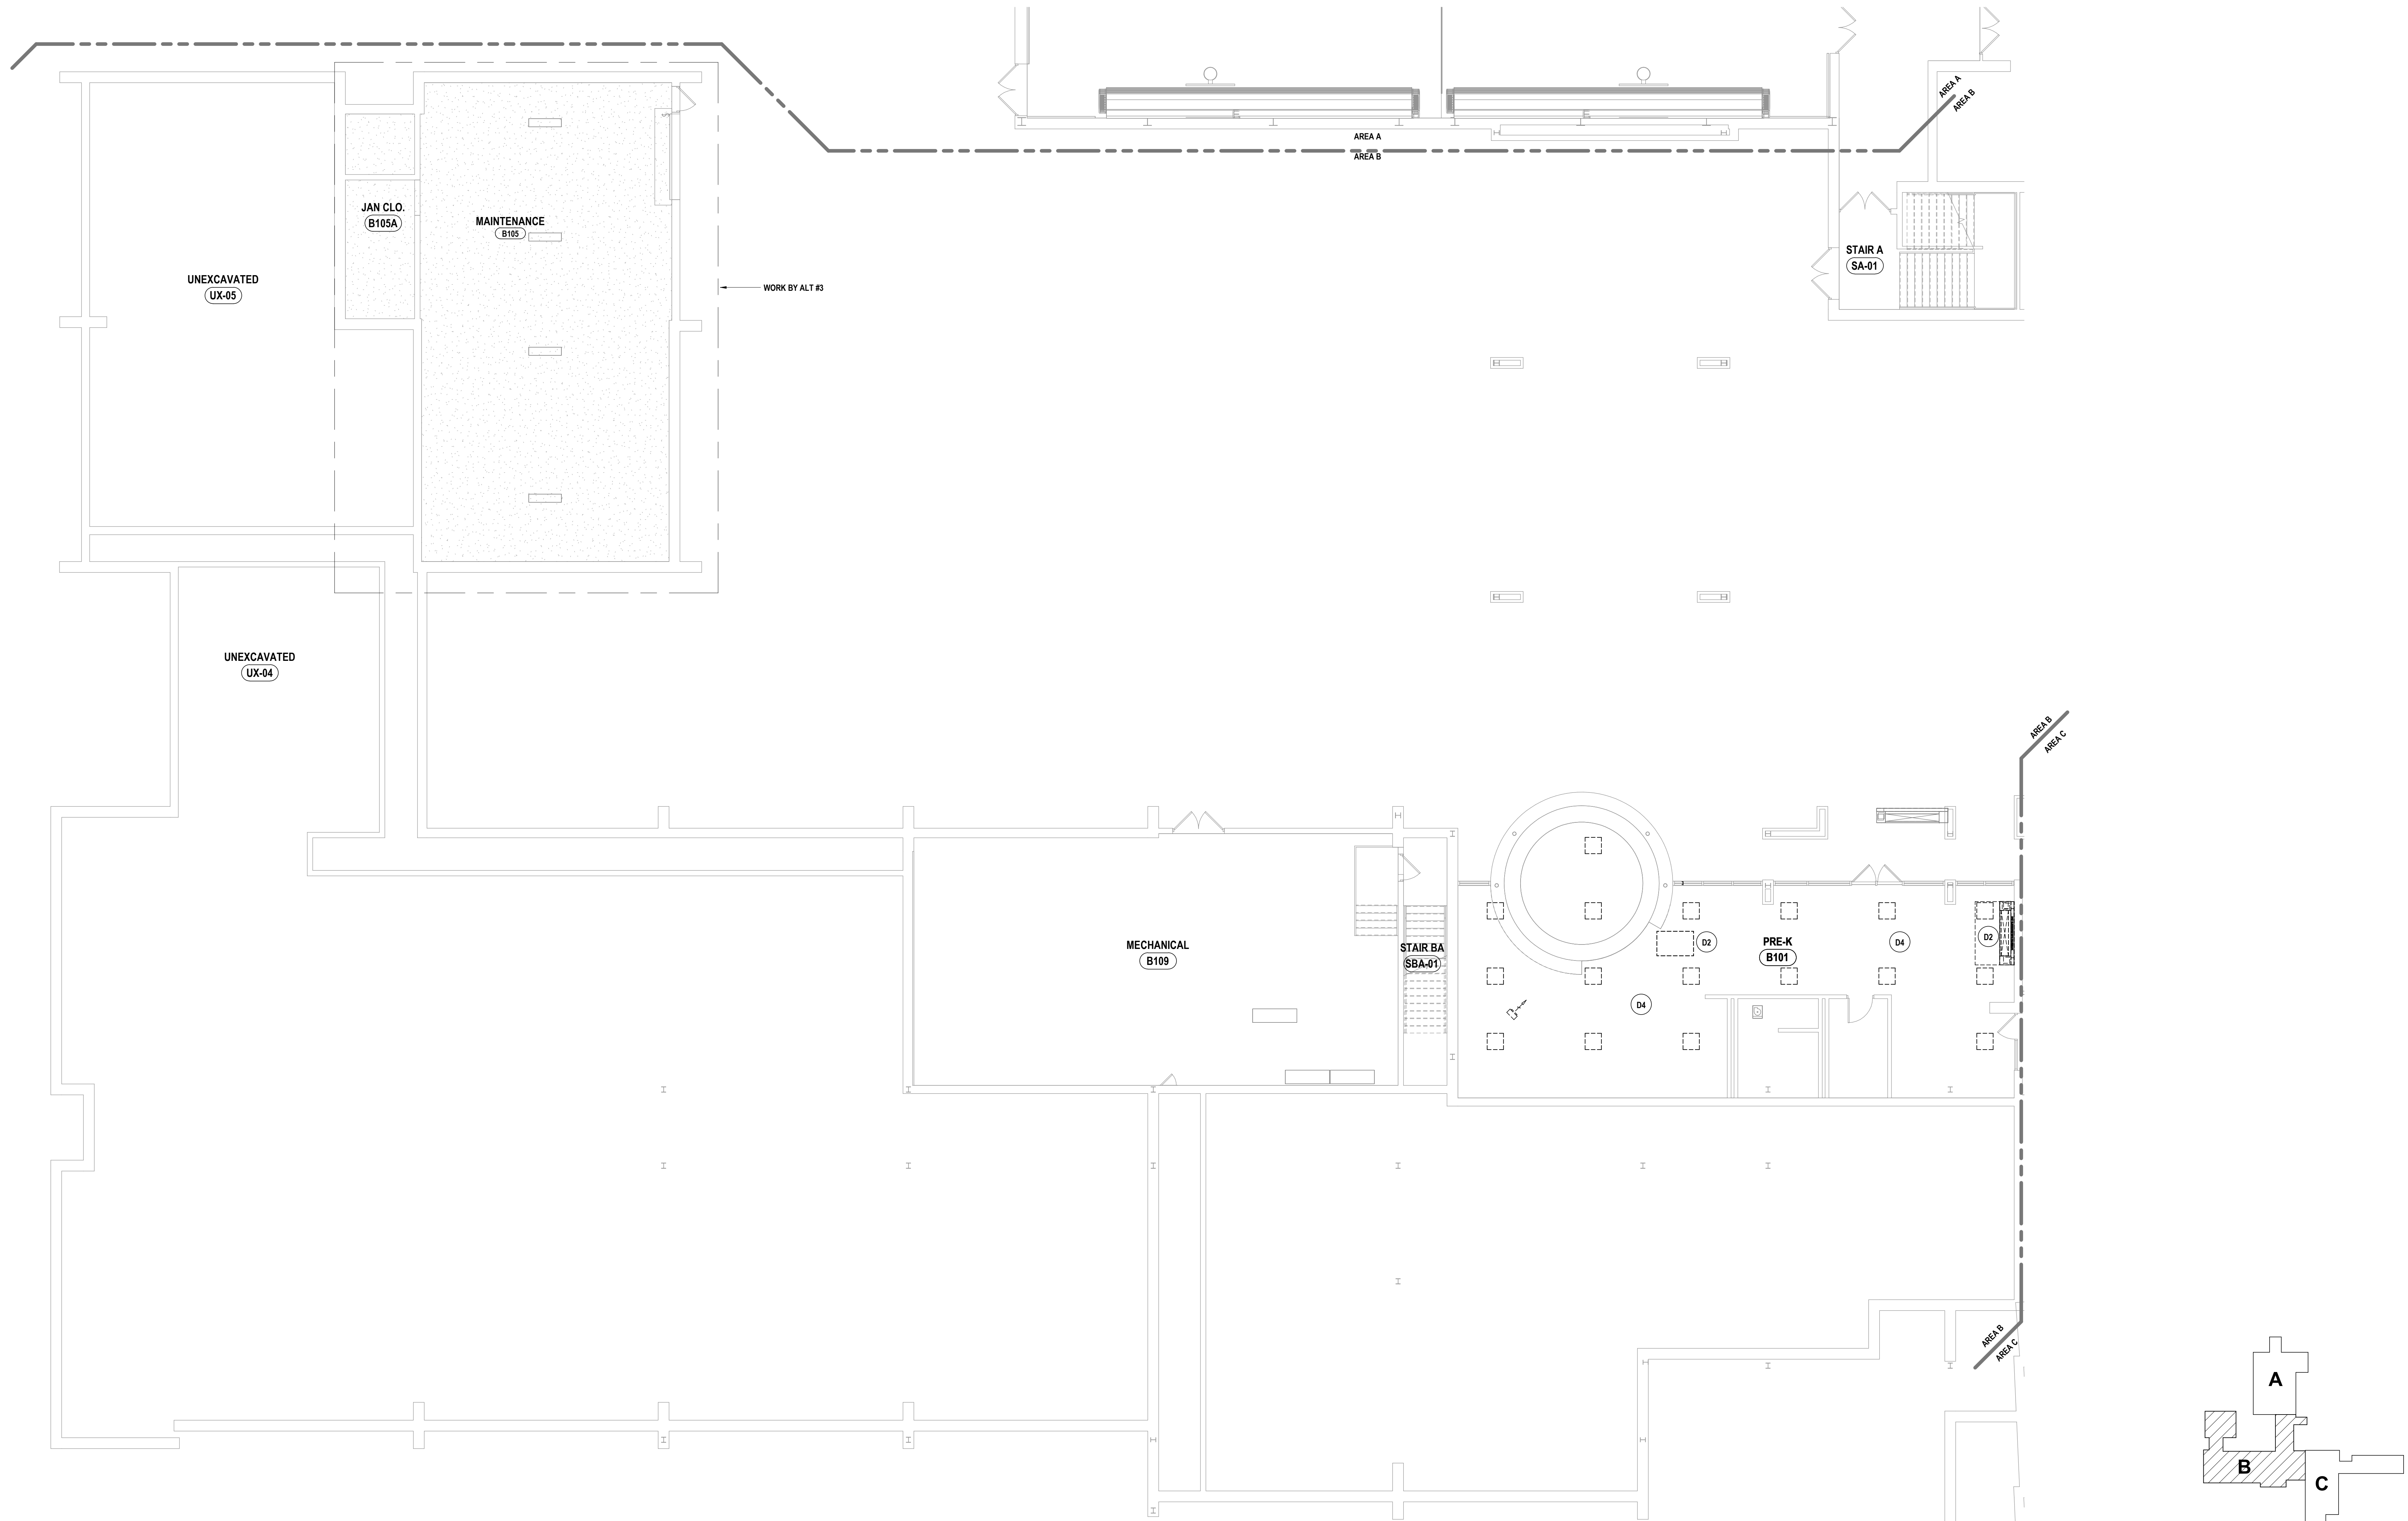 AREA A
AREA B
AREA A
AREA B
JAN CLO.
B105A
MAINTENANCE
B105
STAIR A
SA-01
UNEXCAVATED
UX-05
WORK BY ALT #3
UNEXCAVATED
UX-04
AREA B
AREA C
MECHANICAL
B109
STAIR BA
SBA-01
D2
PRE-K
B101
D4
D2
D4
AREA B
AREA C
A
B
C